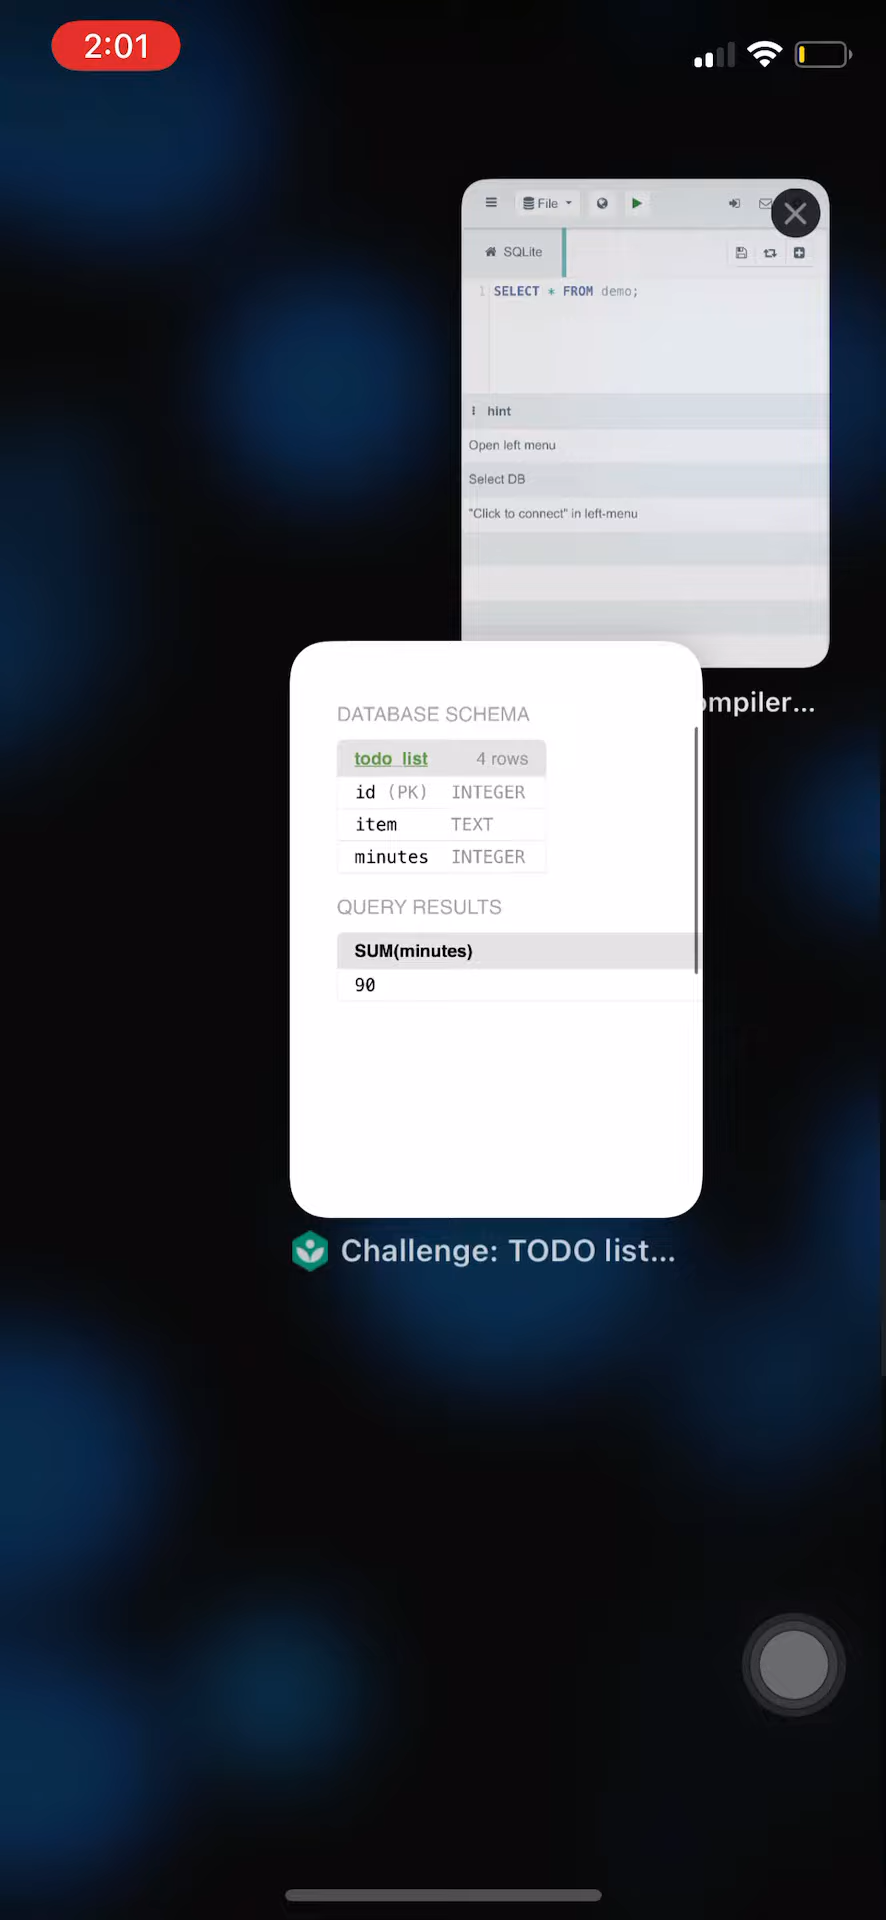 2:01
File
SQLite
1 SELECT * FROM demo;
hint
Open left menu
Select DB
"Click to connect" in left-menu
ompiler...
DATABASE SCHEMA
todo_list 4 rows
id (PK) INTEGER
item TEXT
minutes INTEGER
QUERY RESULTS
SUM(minutes)
90
Challenge: TODO list...